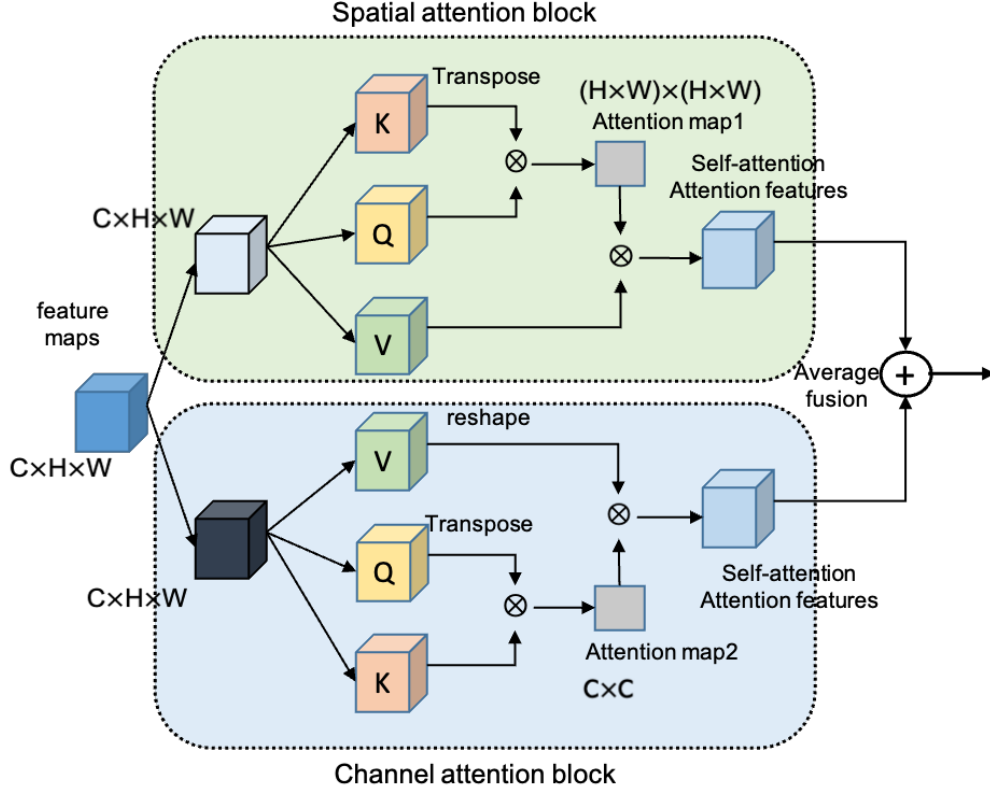 Spatial attention block
Transpose
K
(H×W)×(H×W)
Attention map1
Self-attention
Attention features
C×H×W
Q
V
feature
maps
C×H×W
Average
fusion
+
reshape
V
Transpose
Q
C×H×W
Self-attention
Attention features
K
Attention map2
C×C
Channel attention block